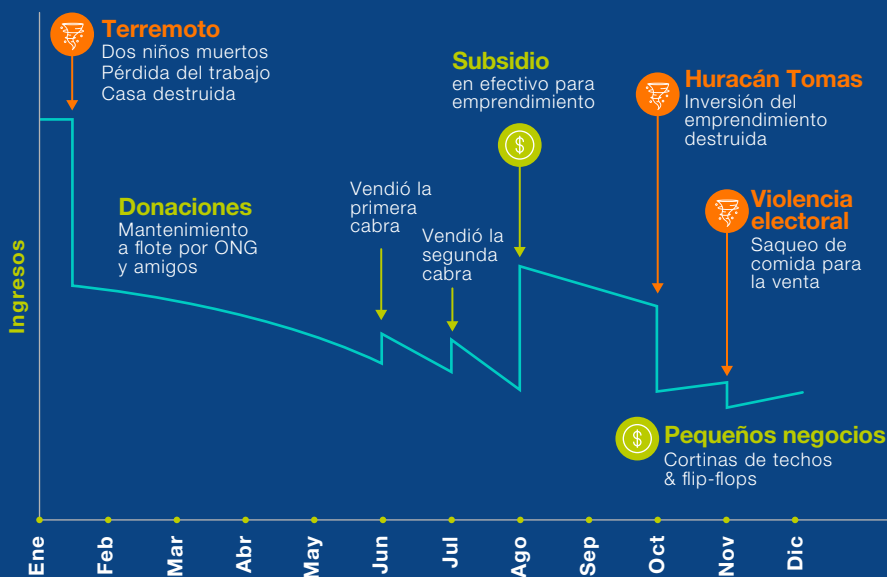 Terremoto
Dos niños muertos
Pérdida del trabajo
Casa destruida
Subsidio
en efectivo para
emprendimiento
$
Huracán Tomas
Inversión del
emprendimiento
destruida
Donaciones
Mantenimiento
a flote por ONG
y amigos
Vendió la
primera
cabra
Vendió la
segunda
cabra
Violencia
electoral
Saqueo de
comida para
la venta
$
Pequeños negocios
Cortinas de techos
& flip-flops
Ingresos
Ene
Feb
Mar
Abr
May
Jun
Jul
Ago
Sep
Oct
Nov
Dic